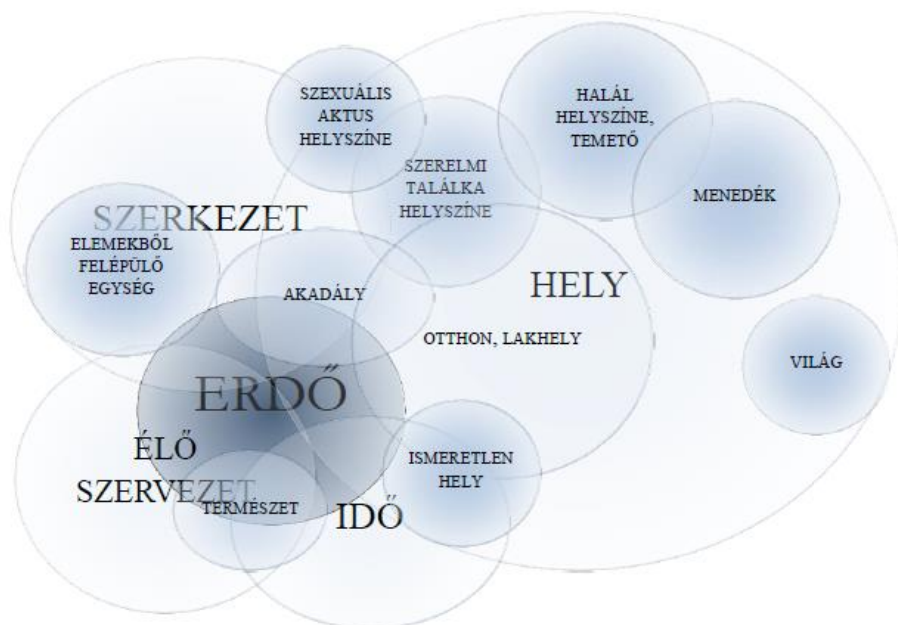 SZEXUÁLIS
AKTUS
HELYSZÍNE
HALÁL
HELYSZÍNE,
TEMETŐ
SZERELMI
TALÁLKA
HELYSZÍNE
MENEDÉK
SZERKEZET
ELEMEKBŐL
FELÉPÜLŐ
EGYSÉG
AKADÁLY
HELY
OTTHON, LAKHELY
VILÁG
ERDŐ
ÉLŐ
SZERVEZET
ISMERETLEN
HELY
TERMÉSZET
IDŐ